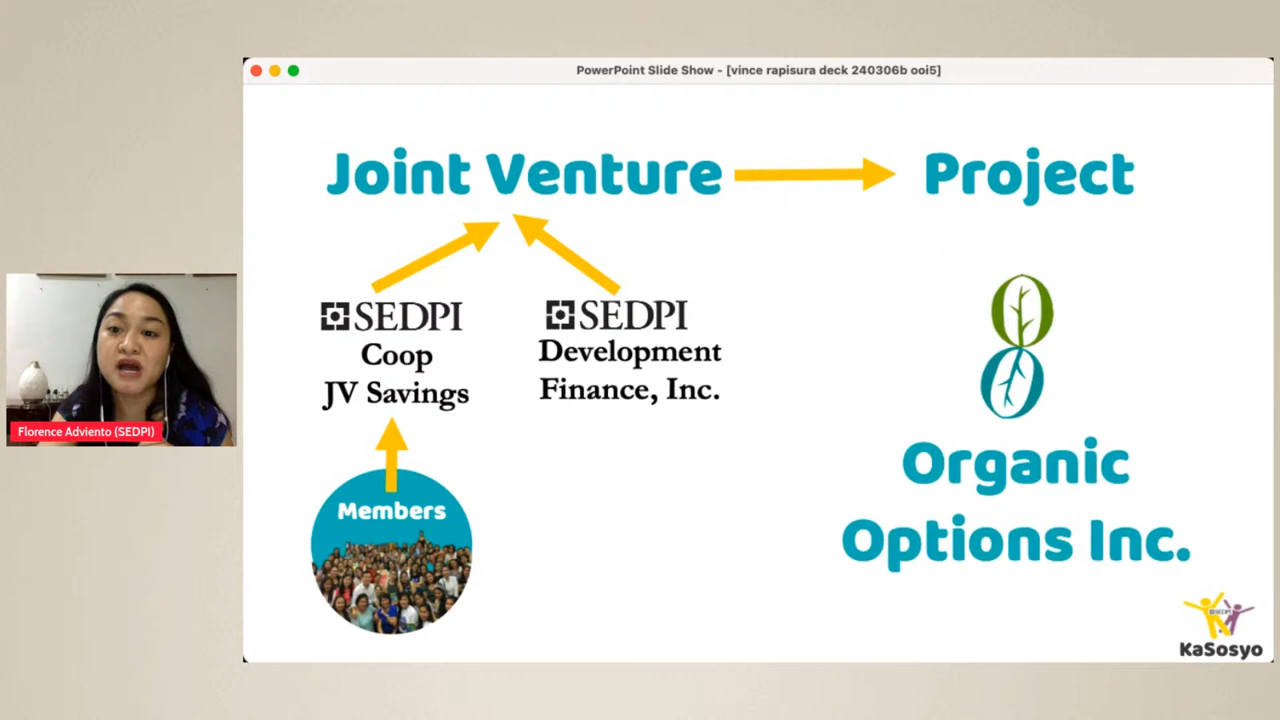 PowerPoint Slide Show - [vince rapisura deck 240306b ooi5]
Joint Venture
Project
SEDPI
Coop
JV Savings
SEDPI
Development
Finance, Inc.
Members
Organic
Options Inc.
SEDPI
KaSosyo
Florence Adviento (SEDPI)